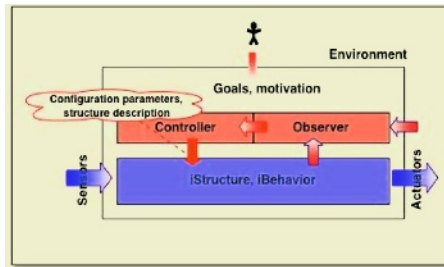 Environment
Goals, motivation
Configuration parameters,
structure description
Controller
Observer
Sensors
iStructure, iBehavior
Actuators